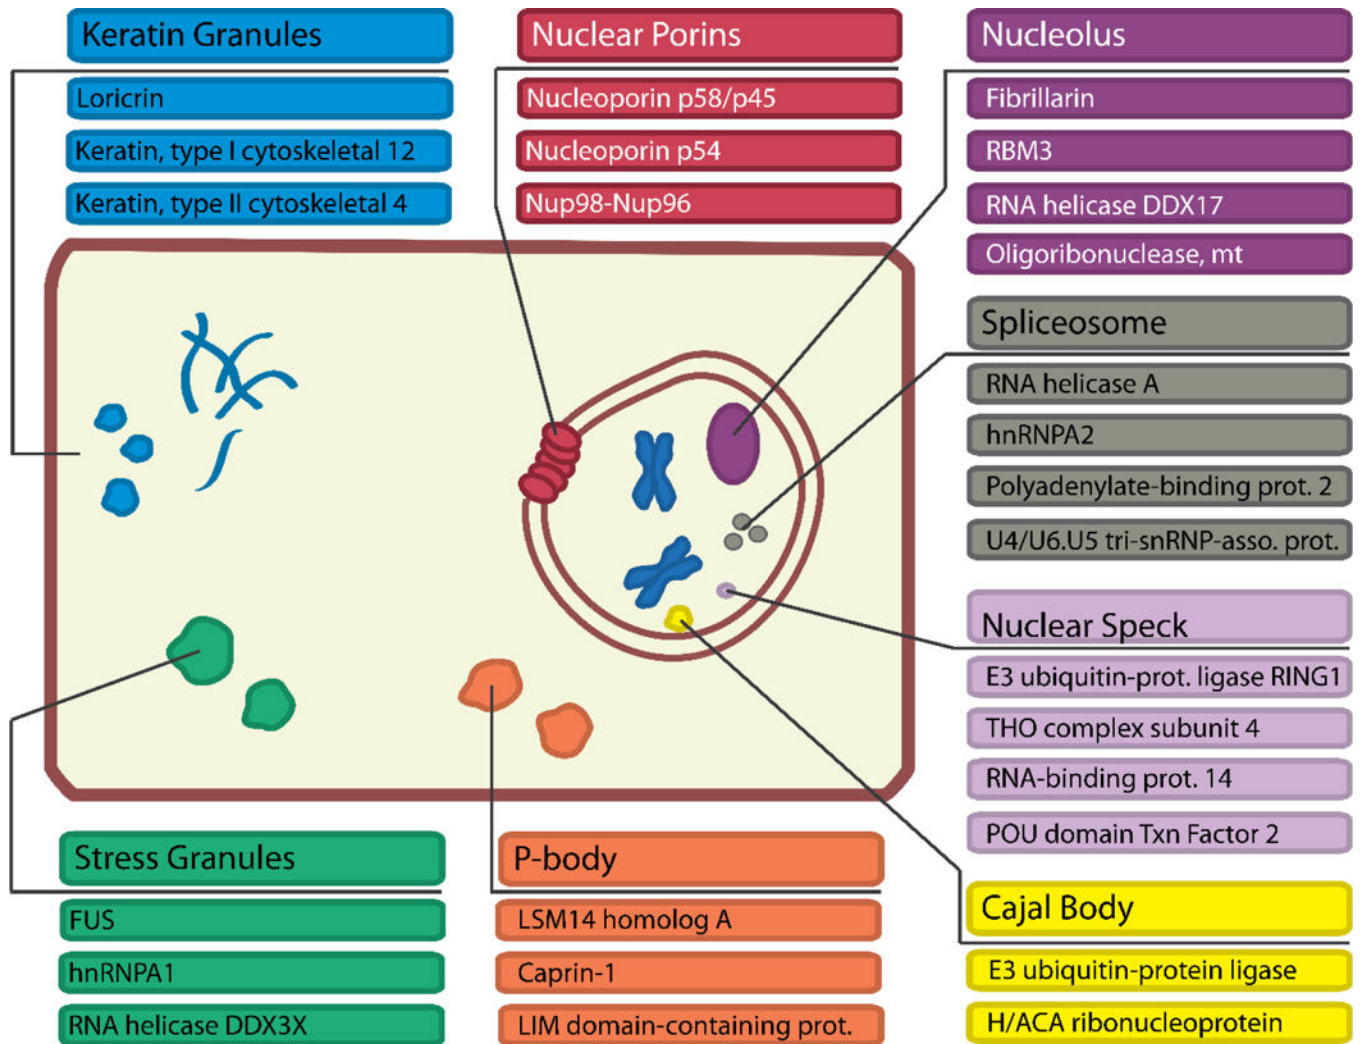 Keratin Granules
Loricrin
Keratin, type I cytoskeletal 12
Keratin, type II cytoskeletal 4
Nuclear Porins
Nucleoporin p58/p45
Nucleoporin p54
Nup98-Nup96
Nucleolus
Fibrillarin
RBM3
RNA helicase DDX17
Oligoribonuclease, mt
Spliceosome
RNA helicase A
hnRNPA2
Polyadenylate-binding prot. 2
U4/U6.U5 tri-snRNP-asso. prot.
Nuclear Speck
E3 ubiquitin-prot. ligase RING1
THO complex subunit 4
RNA-binding prot. 14
POU domain Txn Factor 2
Stress Granules
FUS
hnRNPA1
RNA helicase DDX3X
P-body
LSM14 homolog A
Caprin-1
LIM domain-containing prot.
Cajal Body
E3 ubiquitin-protein ligase
H/ACA ribonucleoprotein